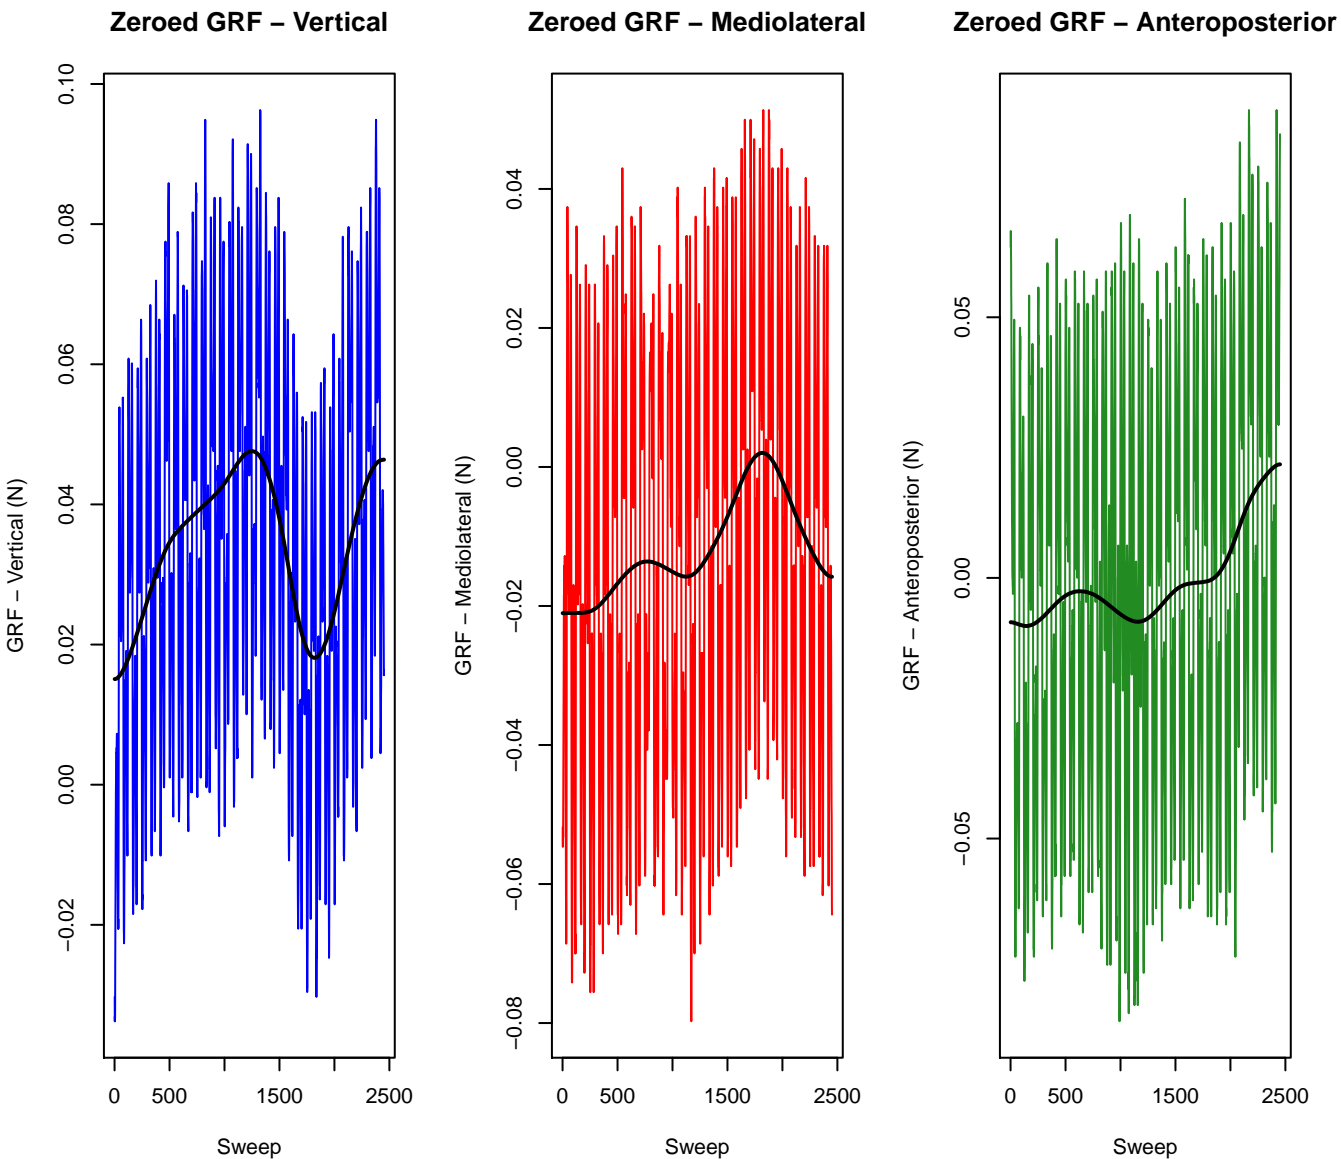 Zeroed GRF – Vertical
GRF – Vertical (N)
0.10
0.08
0.06
0.04
0.02
0.00
−0.02
0 500 1500 2500
Sweep
Zeroed GRF – Mediolateral
GRF – Mediolateral (N)
0.04
0.02
0.00
−0.02
−0.04
−0.06
−0.08
0 500 1500 2500
Sweep
Zeroed GRF – Anteroposterior
GRF – Anteroposterior (N)
0.05
0.00
−0.05
0 500 1500 2500
Sweep